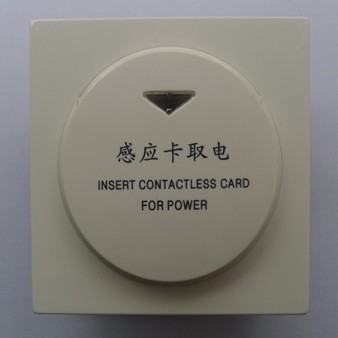 感应卡取电
INSERT CONTACTLESS CARD
FOR POWER